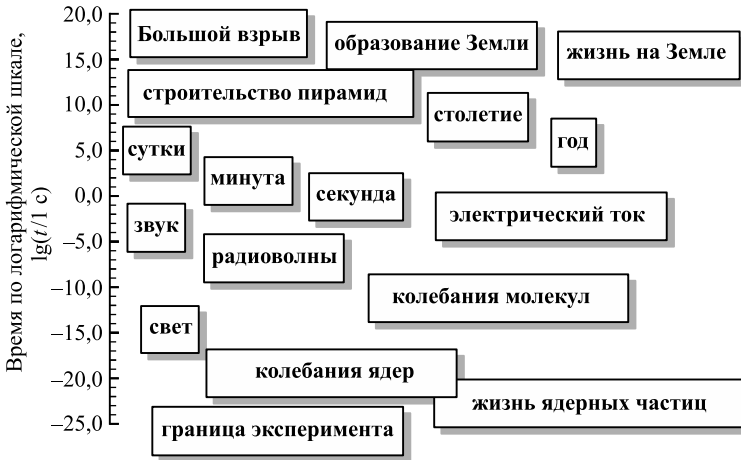 Время по логарифмической шкале,
lg(t/1 с)
20,0
15,0
10,0
5,0
0,0
–5,0
–10,0
–15,0
–20,0
–25,0
Большой взрыв
образование Земли
жизнь на Земле
строительство пирамид
столетие
год
сутки
минута
секунда
звук
электрический ток
радиоволны
колебания молекул
свет
колебания ядер
жизнь ядерных частиц
граница эксперимента